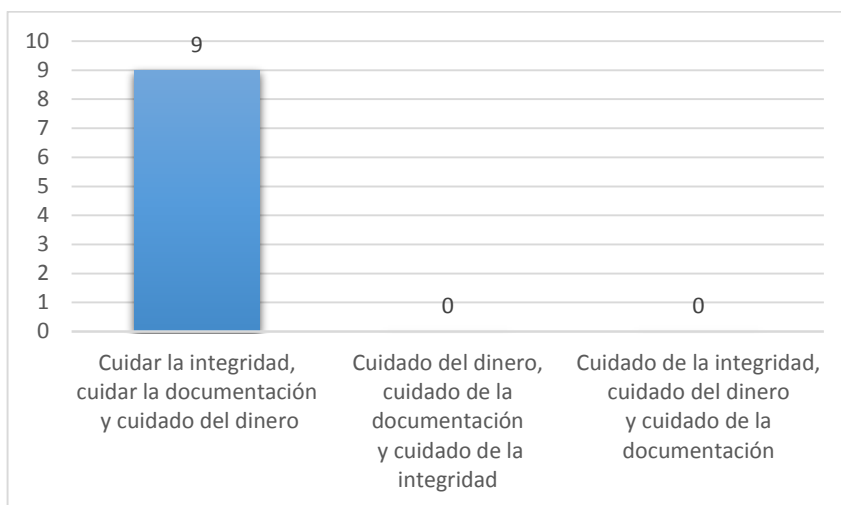 10
9
8
7
6
5
4
3
2
1
0
9
0
0
Cuidar la integridad,
cuidar la documentación
y cuidado del dinero
Cuidado del dinero,
cuidado de la
documentación
y cuidado de la
integridad
Cuidado de la integridad,
cuidado del dinero
y cuidado de la
documentación